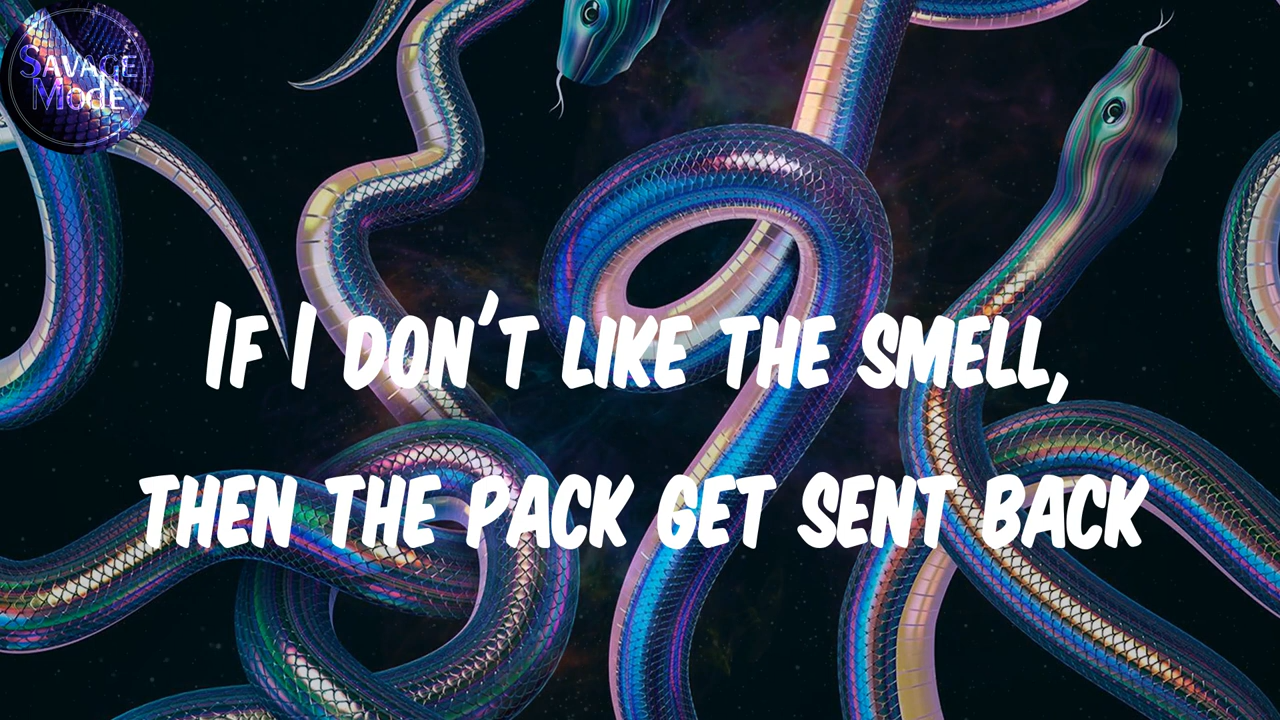 Savage
Mode
If I don't like the smell,
then the pack get sent back